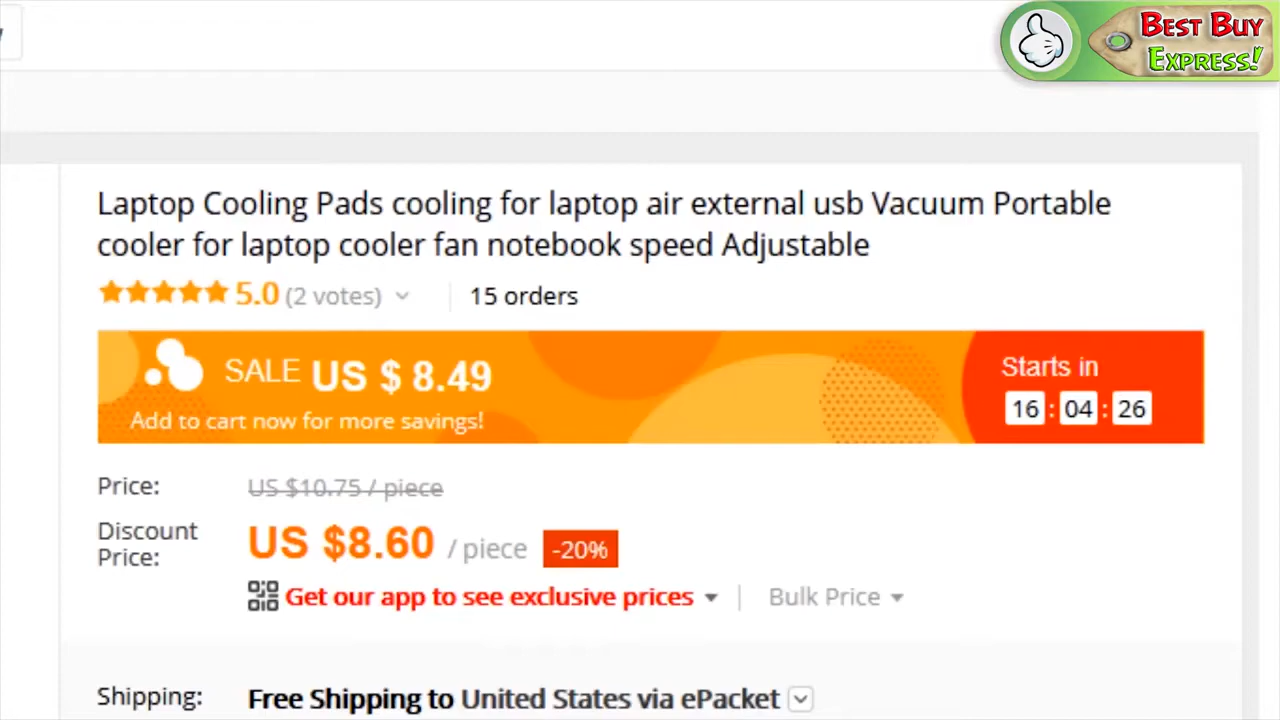 BEST BUY
EXPRESS!
Laptop Cooling Pads cooling for laptop air external usb Vacuum Portable
cooler for laptop cooler fan notebook speed Adjustable
5.0 (2 votes) 15 orders
SALE US $ 8.49
Add to cart now for more savings!
Starts in
16 : 04 : 26
Price: US $10.75 / piece
Discount
Price:
US $8.60 / piece -20%
Get our app to see exclusive prices Bulk Price
Shipping: Free Shipping to United States via ePacket